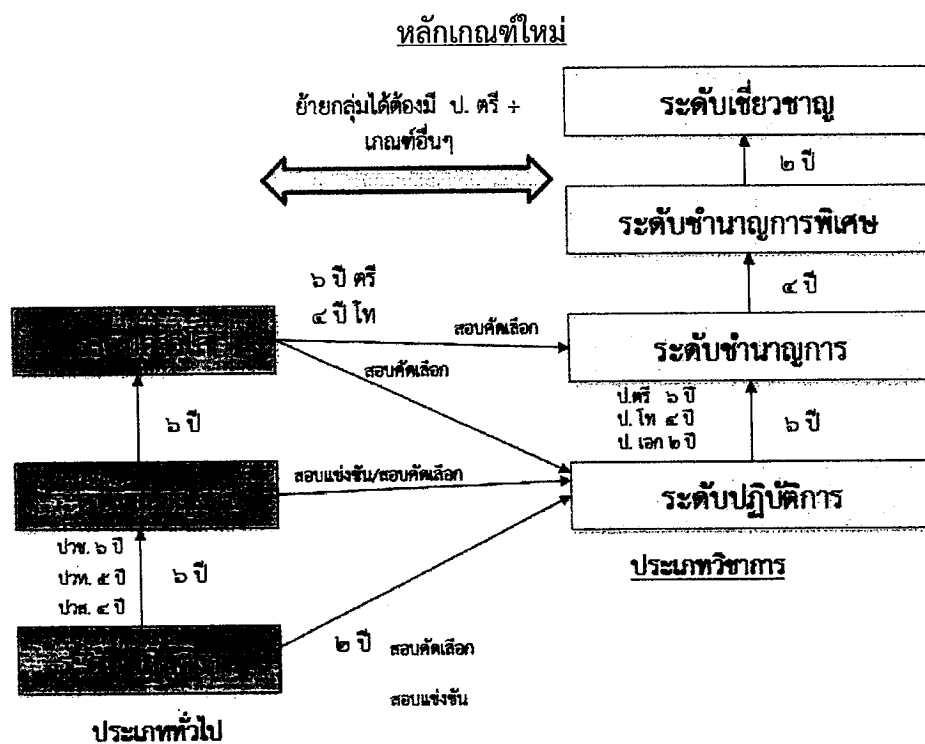 หลักเกณฑ์ใหม่
ย้ายกลุ่มได้ต้องมี ป. ตรี +
เกณฑ์อื่นๆ
ระดับเชี่ยวชาญ
๒ ปี
ระดับชำนาญการพิเศษ
๔ ปี
๖ ปี ตรี
๔ ปี โท
สอบคัดเลือก
สอบคัดเลือก
ระดับชำนาญการ
ป.ตรี ๖ ปี
ป. โท ๔ ปี
ป. เอก ๒ ปี
๖ ปี
๖ ปี
สอบแข่งขัน/สอบคัดเลือก
ระดับปฏิบัติการ
ประเภทวิชาการ
ปวช. ๖ ปี
ปวท. ๕ ปี
ปวส. ๔ ปี
๖ ปี
๒ ปี สอบคัดเลือก
สอบแข่งขัน
ประเภททั่วไป